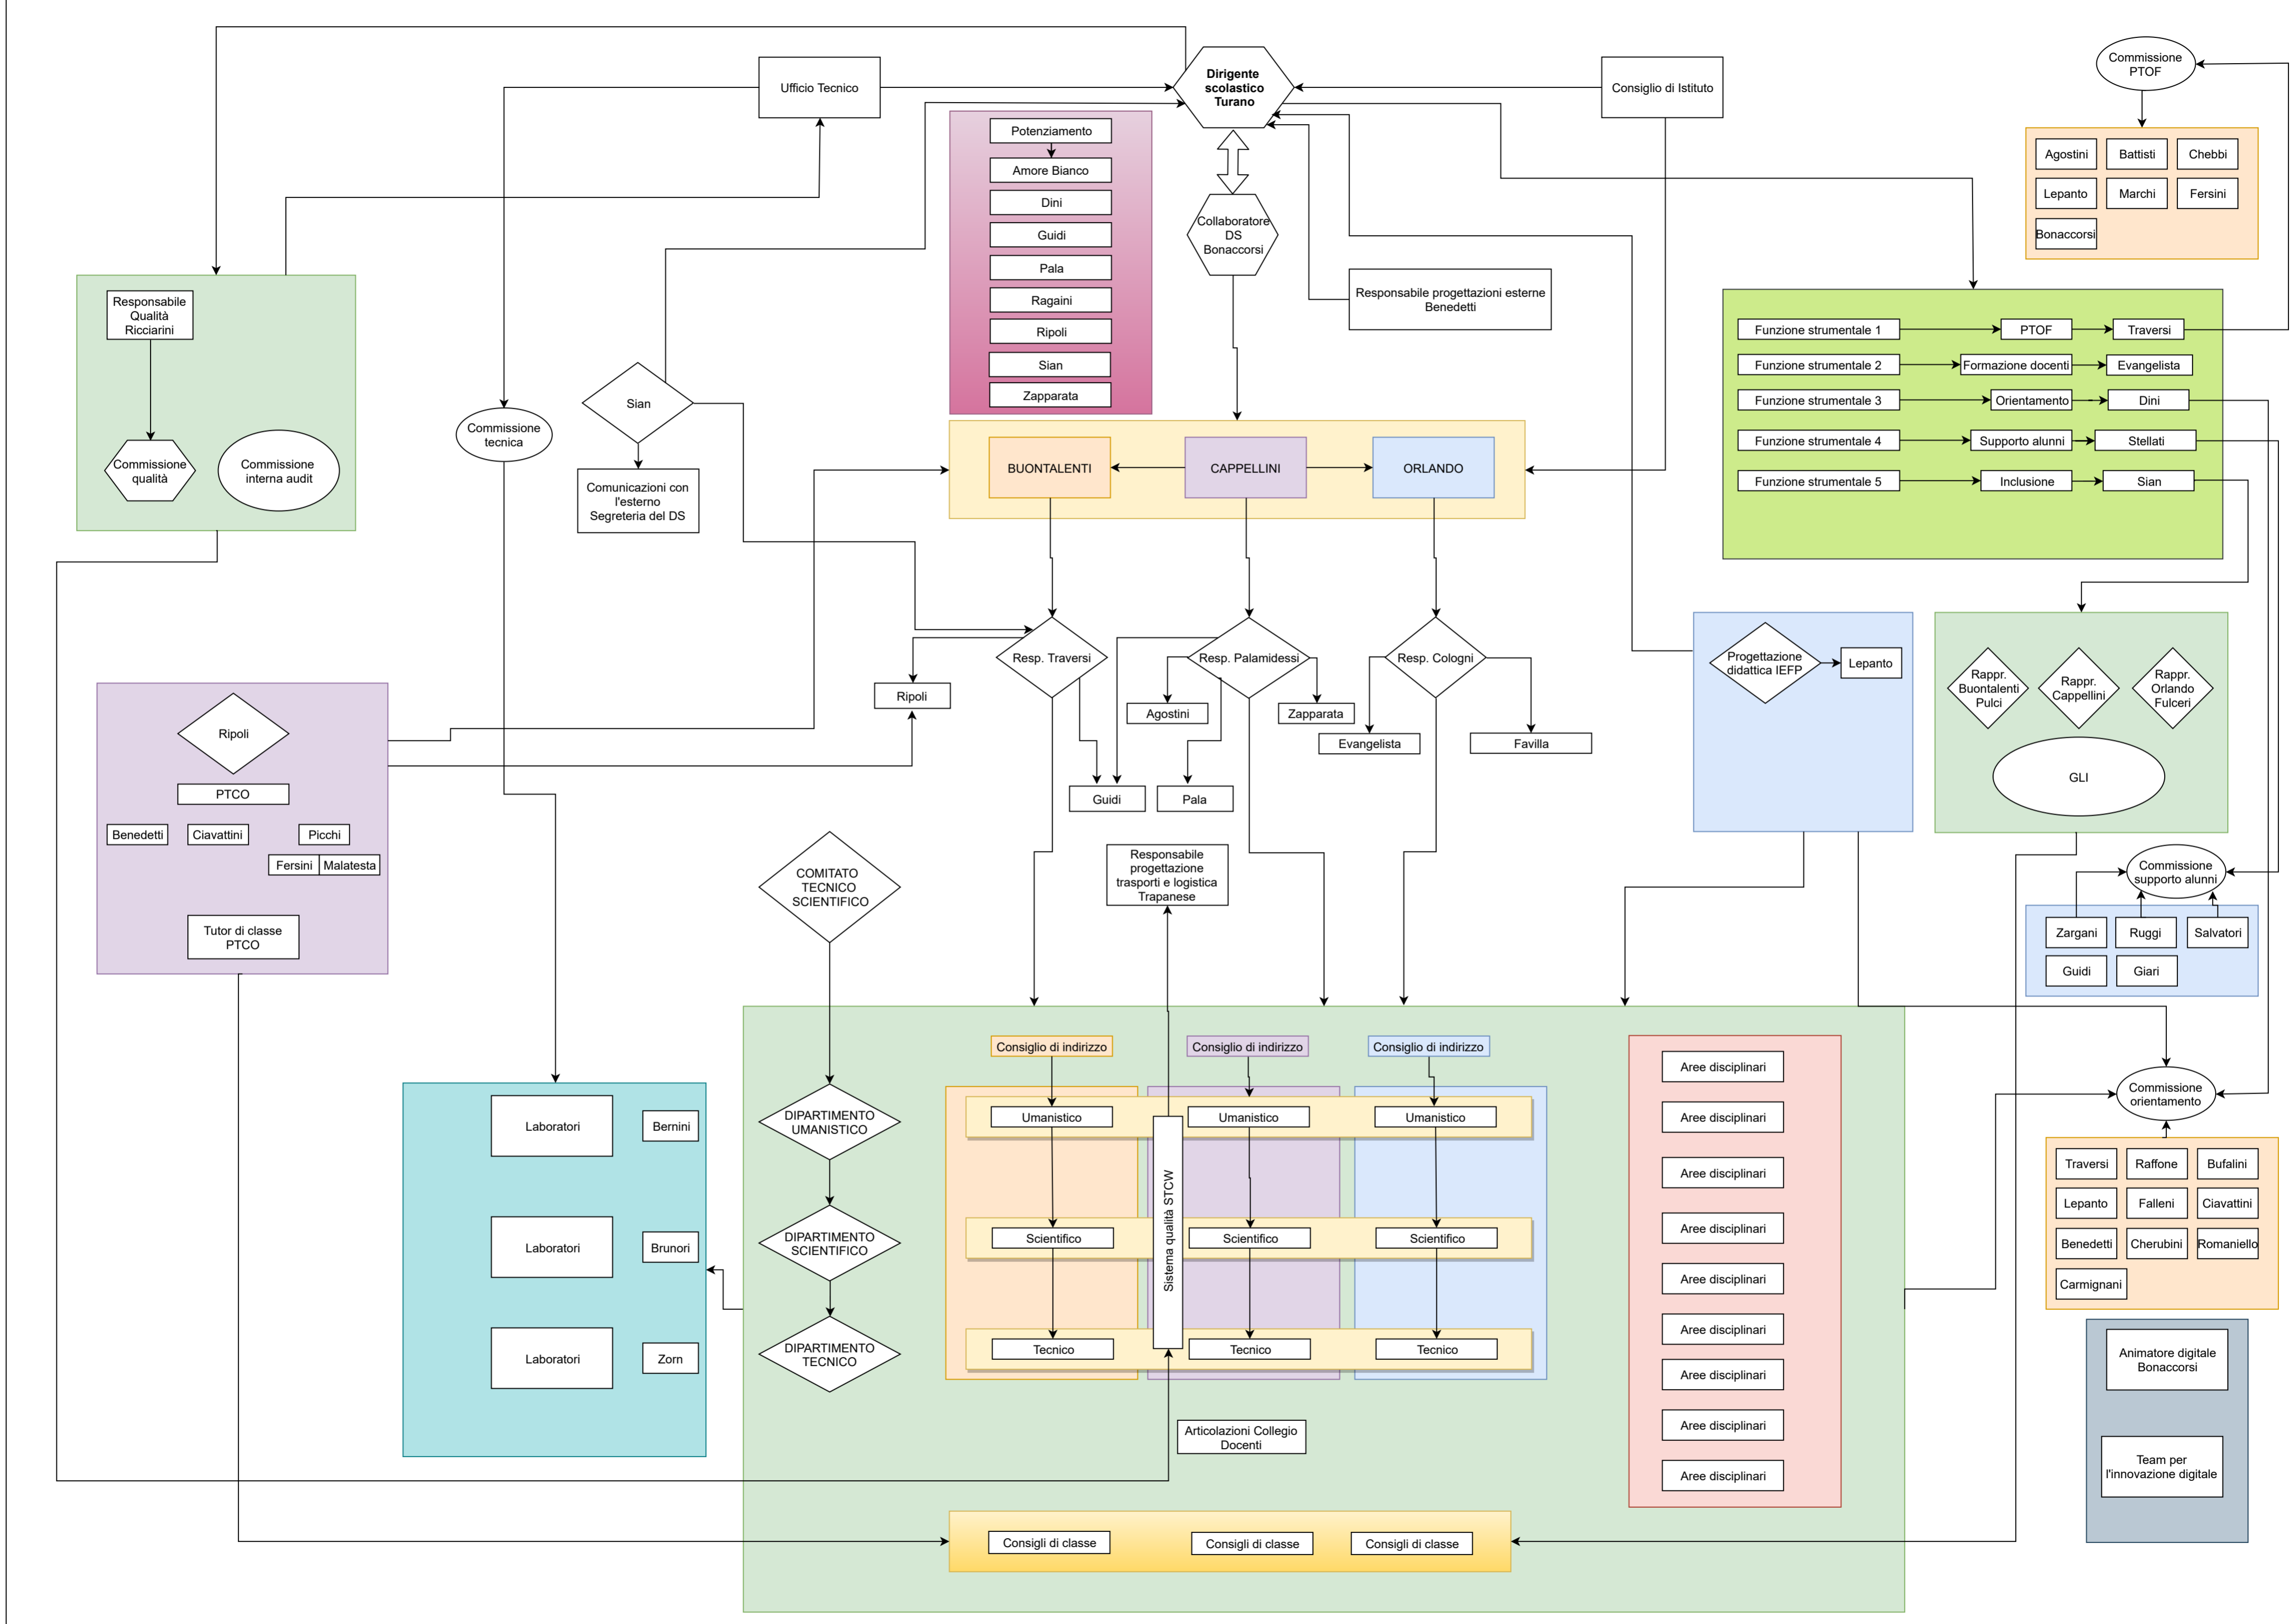 Dirigente
scolastico
Turano
Ufficio Tecnico
Consiglio di Istituto
Commissione
PTOF
Agostini
Battisti
Chebbi
Lepanto
Marchi
Fersini
Bonaccorsi
Potenziamento
Amore Bianco
Dini
Guidi
Pala
Ragaini
Ripoli
Sian
Zapparata
Collaboratore
DS
Bonaccorsi
Responsabile progettazioni esterne
Benedetti
Responsabile
Qualità
Ricciarini
Commissione
qualità
Commissione
interna audit
Commissione
tecnica
Sian
Comunicazioni con
l'esterno
Segreteria del DS
BUONTALENTI
CAPPELLINI
ORLANDO
Funzione strumentale 1
PTOF
Traversi
Funzione strumentale 2
Formazione docenti
Evangelista
Funzione strumentale 3
Orientamento
Dini
Funzione strumentale 4
Supporto alunni
Stellati
Funzione strumentale 5
Inclusione
Sian
Resp. Traversi
Resp. Palamidessi
Resp. Cologni
Ripoli
Agostini
Zapparata
Evangelista
Favilla
Guidi
Pala
Progettazione
didattica IEFP
Lepanto
Rappr.
Buontalenti
Pulci
Rappr.
Cappellini
Rappr.
Orlando
Fulceri
GLI
Ripoli
PTCO
Benedetti
Ciavattini
Picchi
Fersini
Malatesta
Tutor di classe
PTCO
COMITATO
TECNICO
SCIENTIFICO
Responsabile
progettazione
trasporti e logistica
Trapanese
Commissione
supporto alunni
Zargani
Ruggi
Salvatori
Guidi
Giari
Laboratori
Bernini
Laboratori
Brunori
Laboratori
Zorn
DIPARTIMENTO
UMANISTICO
DIPARTIMENTO
SCIENTIFICO
DIPARTIMENTO
TECNICO
Consiglio di indirizzo
Consiglio di indirizzo
Consiglio di indirizzo
Umanistico
Umanistico
Umanistico
Scientifico
Scientifico
Scientifico
Tecnico
Tecnico
Tecnico
Sistema qualità STCW
Articolazioni Collegio
Docenti
Aree disciplinari
Aree disciplinari
Aree disciplinari
Aree disciplinari
Aree disciplinari
Aree disciplinari
Aree disciplinari
Aree disciplinari
Aree disciplinari
Consigli di classe
Consigli di classe
Consigli di classe
Commissione
orientamento
Traversi
Raffone
Bufalini
Lepanto
Falleni
Ciavattini
Benedetti
Cherubini
Romaniello
Carmignani
Animatore digitale
Bonaccorsi
Team per
l'innovazione digitale